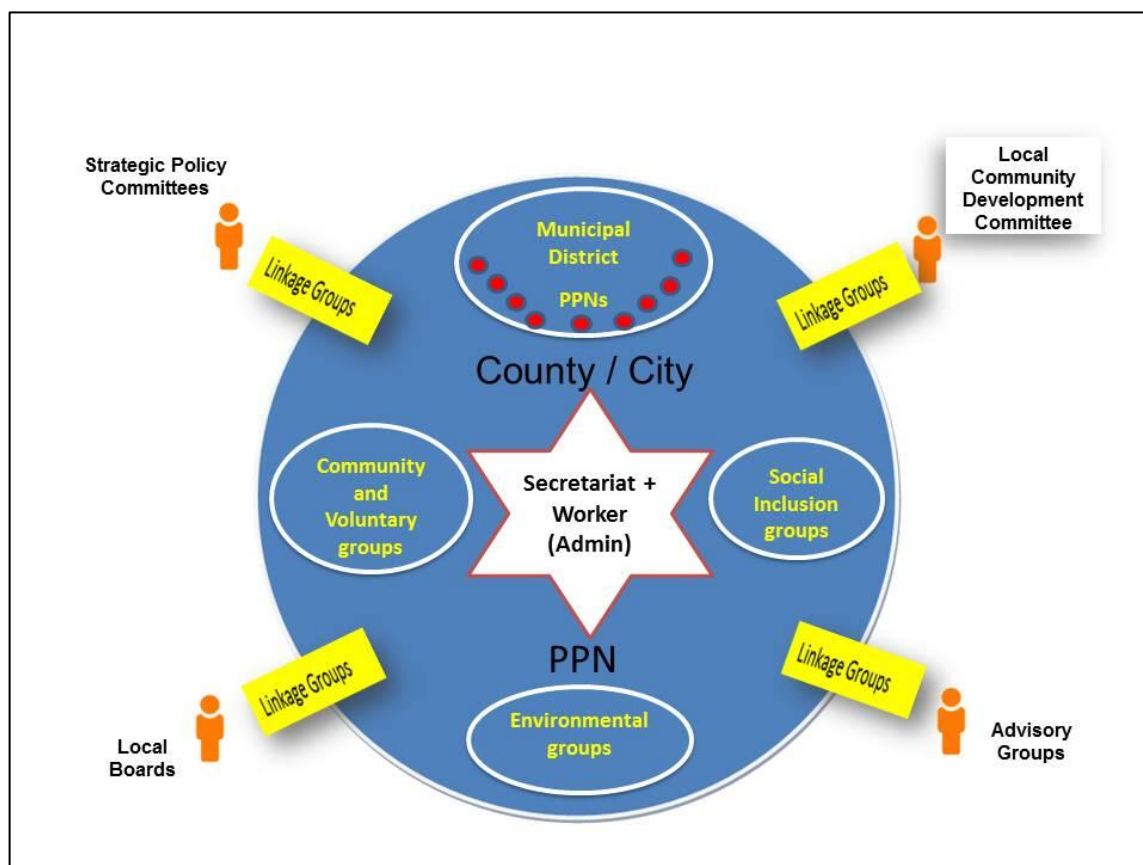 Strategic Policy
Committees
Local
Community
Development
Committee
Linkage Groups
Linkage Groups
Municipal
District
PPNs
County / City
Community
and
Voluntary
groups
Secretariat +
Worker
(Admin)
Social
Inclusion
groups
PPN
Linkage Groups
Linkage Groups
Environmental
groups
Local
Boards
Advisory
Groups